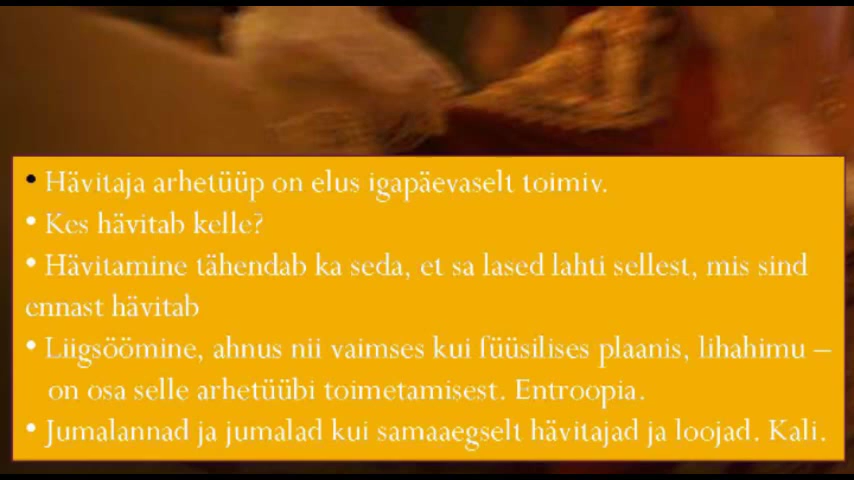 • Hävitaja arhetüüp on elus igapäevaselt toimiv.
• Kes hävitab kelle?
• Hävitamine tähendab ka seda, et sa lased lahti sellest, mis sind
ennast hävitab
• Liigsöömine, ahnus nii vaimses kui füüsilises plaanis, lihahimu –
on osa selle arhetüübi toimetamisest. Entroopia.
• Jumalannad ja jumalad kui samaaegselt hävitajad ja loojad. Kali.